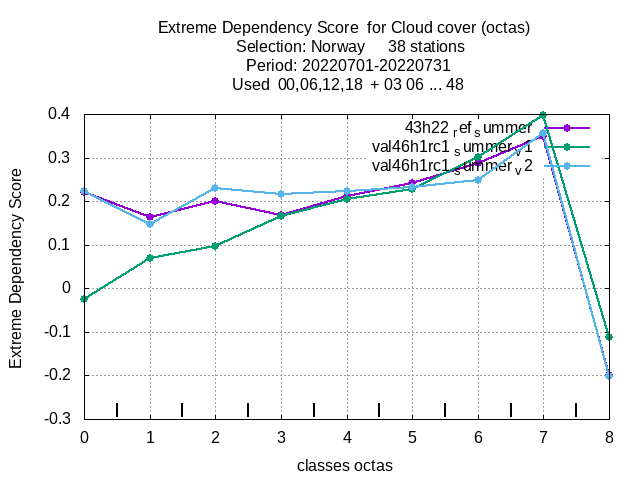 Extreme Dependency Score  for Cloud cover (octas)
Selection: Norway     38 stations
Period: 20220701-20220731
Used  00,06,12,18  + 03 06 ... 48
43h22 ref summer
val46h1rc1 summer v1
val46h1rc1 summer v2
0.4
0.3
0.2
0.1
0
-0.1
-0.2
-0.3
Extreme Dependency Score
0 1 2 3 4 5 6 7 8
classes octas